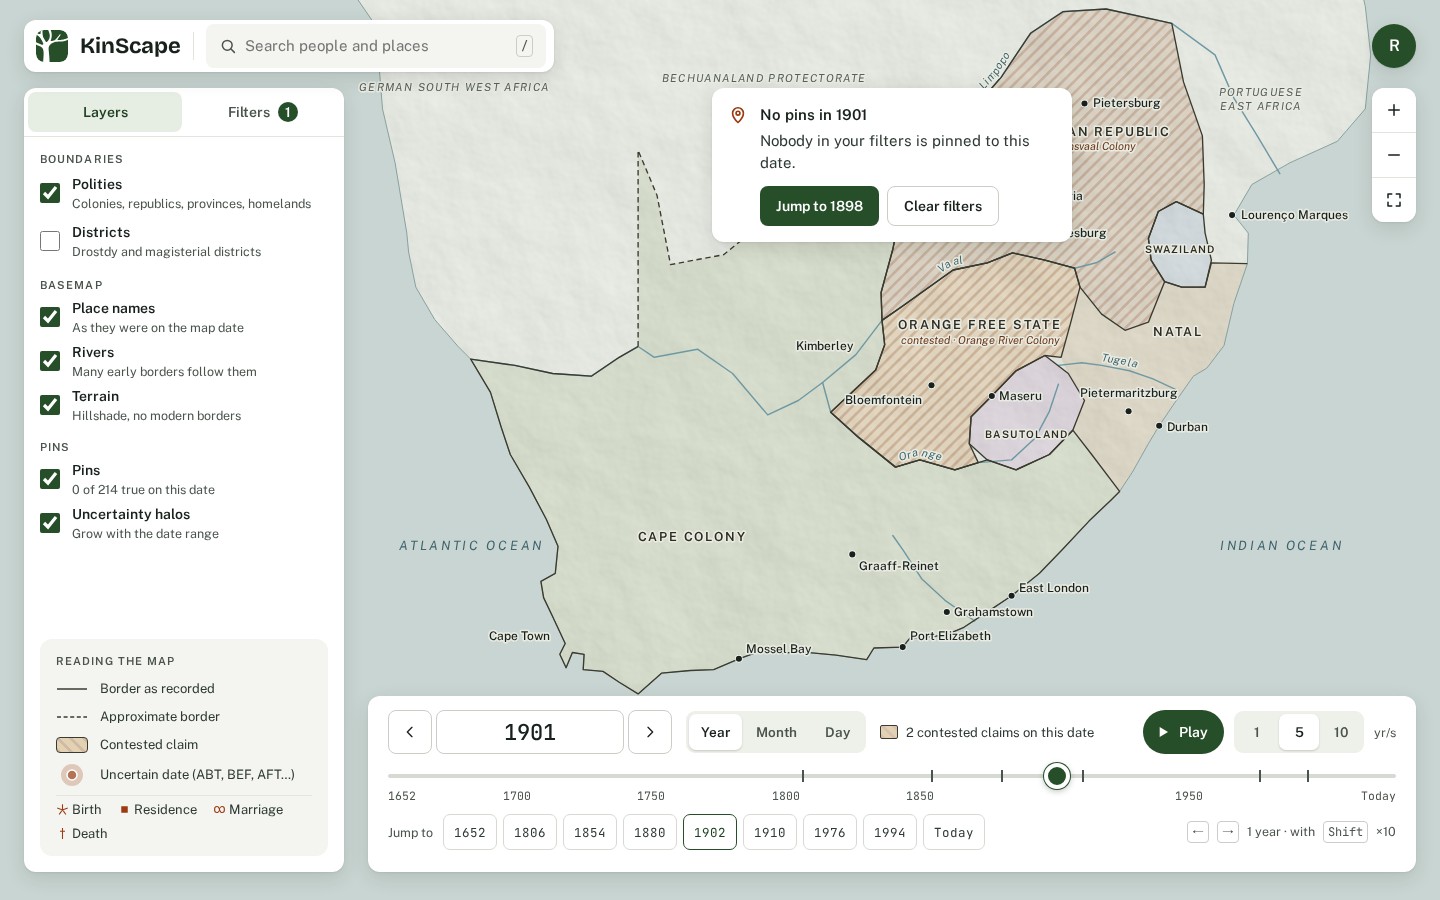 KinScape
Search people and places
/
R
Layers
Filters 1
BOUNDARIES
Polities
Colonies, republics, provinces, homelands
Districts
Drostdy and magisterial districts
BASEMAP
Place names
As they were on the map date
Rivers
Many early borders follow them
Terrain
Hillshade, no modern borders
PINS
Pins
0 of 214 true on this date
Uncertainty halos
Grow with the date range
READING THE MAP
Border as recorded
Approximate border
Contested claim
Uncertain date (ABT, BEF, AFT…)
Birth
Residence
Marriage
Death
GERMAN SOUTH WEST AFRICA
BECHUANALAND PROTECTORATE
Limpopo
PORTUGUESE
EAST AFRICA
Pietersburg
AN REPUBLIC
nsvaal Colony
No pins in 1901
Nobody in your filters is pinned to this
date.
Jump to 1898
Clear filters
ria
esburg
Lourenço Marques
SWAZILAND
Vaal
ORANGE FREE STATE
contested · Orange River Colony
NATAL
Kimberley
Tugela
Bloemfontein
Maseru
Pietermaritzburg
Durban
BASUTOLAND
Orange
CAPE COLONY
ATLANTIC OCEAN
INDIAN OCEAN
Graaff-Reinet
East London
Grahamstown
Cape Town
Port Elizabeth
Mossel Bay
1901
Year
Month
Day
2 contested claims on this date
Play
1
5
10
yr/s
1652
1700
1750
1800
1850
1950
Today
Jump to
1652
1806
1854
1880
1902
1910
1976
1994
Today
← → 1 year · with Shift ×10